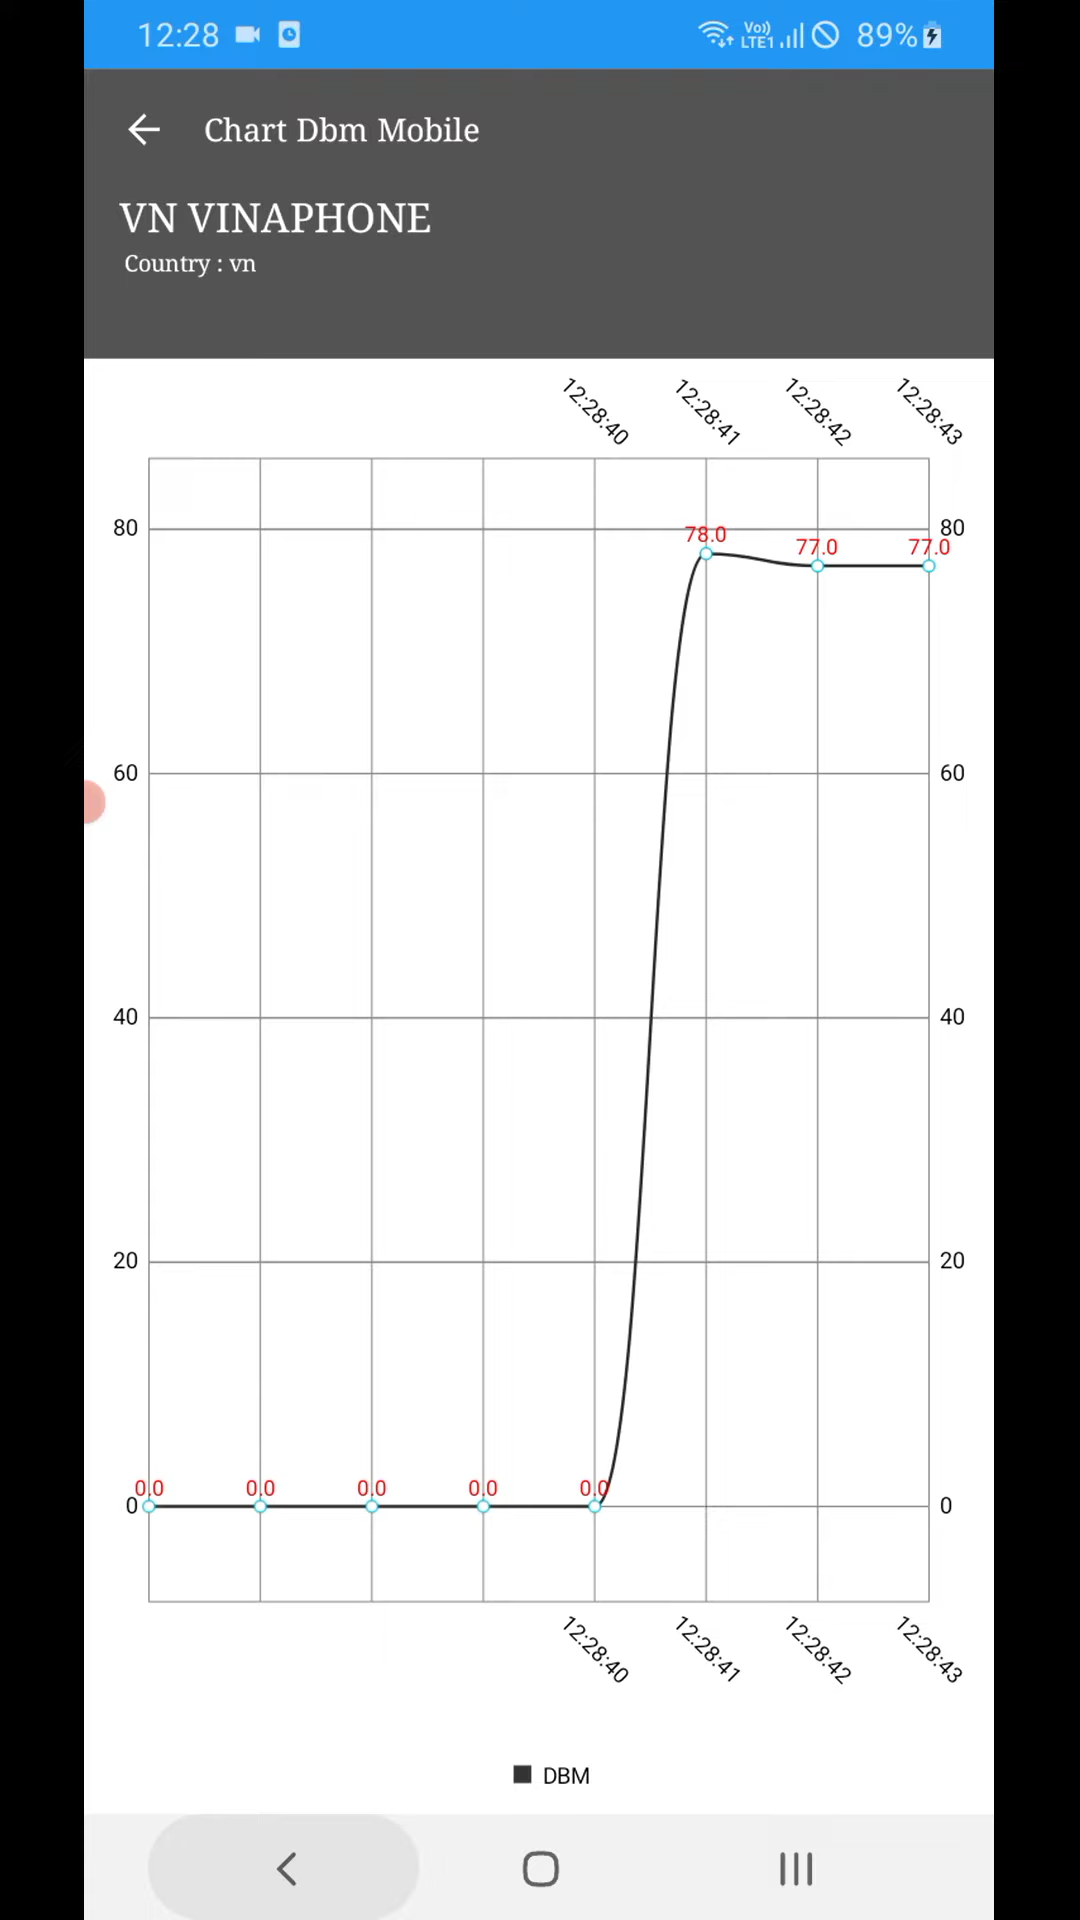 12:28 Vo)) LTE1 89%
Chart Dbm Mobile
VN VINAPHONE
Country : vn
12:28:40 12:28:41 12:28:42 12:28:43
80 80
78.0 77.0 77.0
60 60
40 40
20 20
0.0 0.0 0.0 0.0 0.0
0 0
12:28:40 12:28:41 12:28:42 12:28:43
DBM